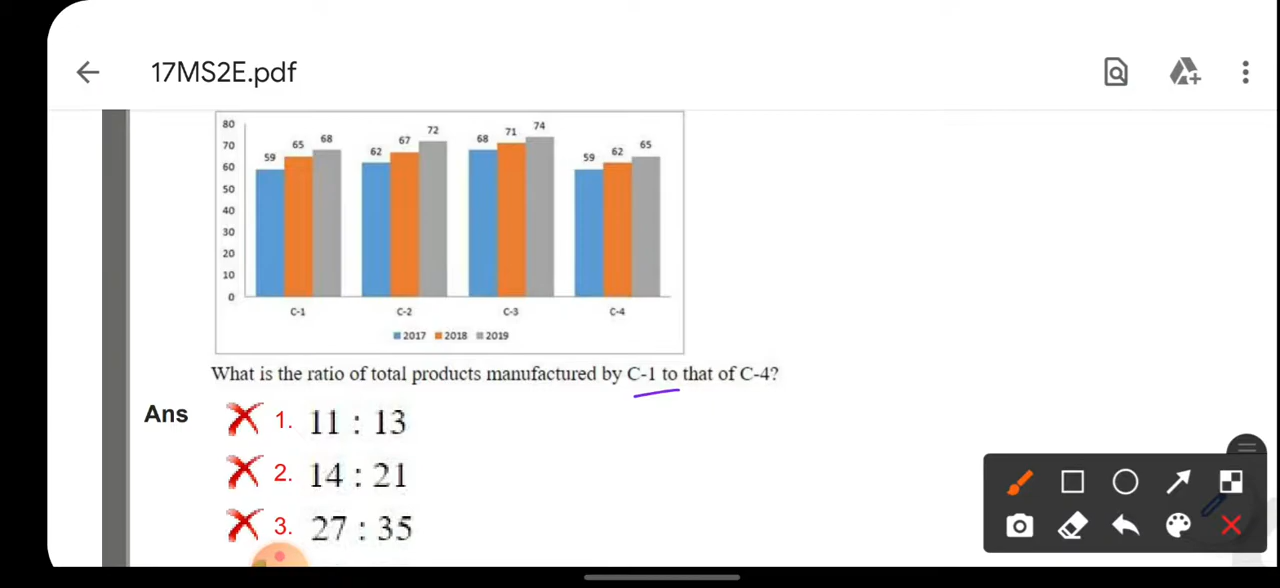 17MS2E.pdf
80
70
60
50
40
30
20
10
0
59 65 68 62 67 72 68 71 74 59 62 65
C-1 C-2 C-3 C-4
2017 2018 2019
What is the ratio of total products manufactured by C-1 to that of C-4?
Ans
1. 11 : 13
2. 14 : 21
3. 27 : 35